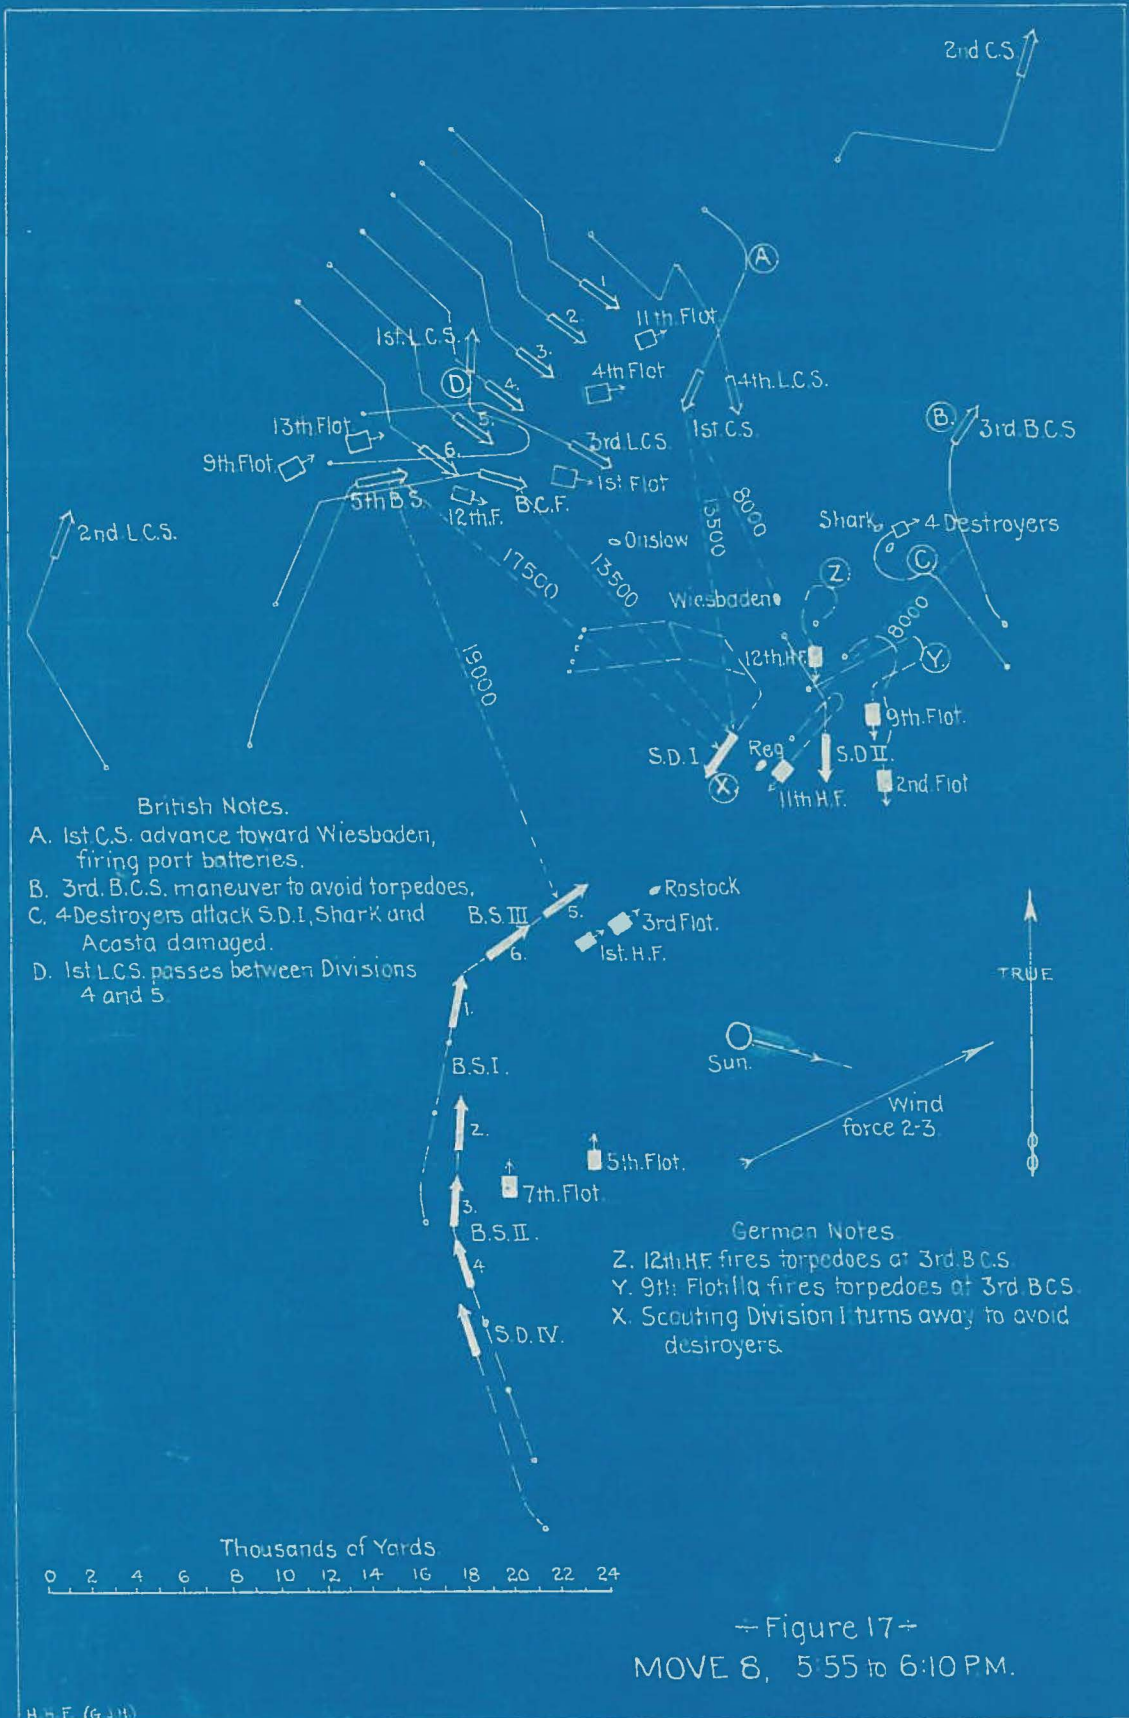 2nd C.S.
A
1
2.
3.
4.
5.
6.
11th. Flot.
1st. L.C.S.
D
4th Flot
4th. L.C.S.
1st. C.S.
B.
3rd. B.C.S
13th. Flot
3rd. L.C.S.
9th Flot.
5th B.S.
1st. Flot
12th. F.
B.C.F.
2nd. L.C.S.
Shark
4 Destroyers
Onslow
C
17500
13500
13500
8000
Z
Wiesbaden
8000
12th. H.F.
Y.
19000
9th. Flot.
S.D. I
Reg
S.D II.
X
11th H.F.
2nd. Flot
British Notes.
A. 1st. C.S. advance toward Wiesbaden,
firing port batteries.
B. 3rd. B.C.S. maneuver to avoid torpedoes.
C. 4 Destroyers attack S.D.I, Shark and
Acasta damaged.
D. 1st L.C.S. passes between Divisions
4 and 5.
Rostock
B.S. III
5.
3rd Flot.
6.
1st. H.F.
1.
TRUE
B.S. I.
Sun.
Wind
force 2-3.
2.
5th. Flot.
7th. Flot.
3.
B.S. II.
4.
S.D. IV.
German Notes
Z. 12th. H.F. fires torpedoes at 3rd. B C.S.
Y. 9th Flotilla fires torpedoes at 3rd. B.C.S.
X. Scouting Division I turns away to avoid
destroyers.
Thousands of Yards
0 2 4 6 8 10 12 14 16 18 20 22 24
÷ Figure 17 ÷
MOVE 8, 5:55 to 6:10 P.M.